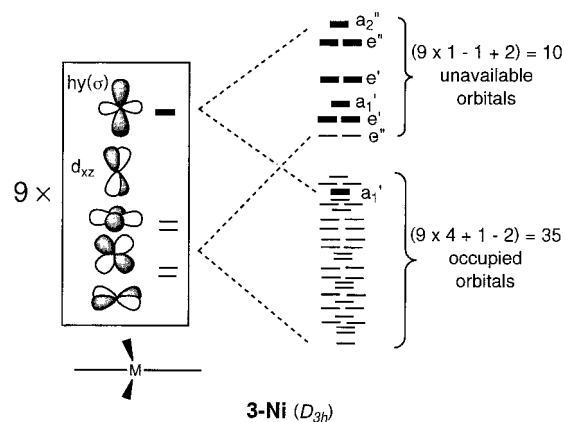 hy(σ)
d_xz
9 ×
M
a₂"
e"
e'
a₁'
e'
e"
(9 x 1 - 1 + 2) = 10
unavailable
orbitals
a₁'
(9 x 4 + 1 - 2) = 35
occupied
orbitals
3-Ni (D₃ₕ)